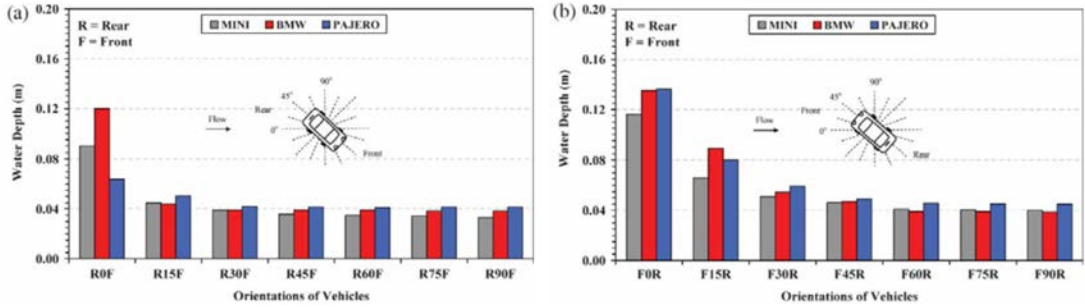 (a)
0.20
0.16
0.12
0.08
0.04
0.00
Water Depth (m)
R = Rear
F = Front
MINI BMW PAJERO
90°
45°
Rear
0°
Flow
Front
R0F R15F R30F R45F R60F R75F R90F
Orientations of Vehicles
(b)
0.20
0.16
0.12
0.08
0.04
0.00
Water Depth (m)
R = Rear
F = Front
MINI BMW PAJERO
90°
45°
Front
0°
Flow
Rear
F0R F15R F30R F45R F60R F75R F90R
Orientations of Vehicles